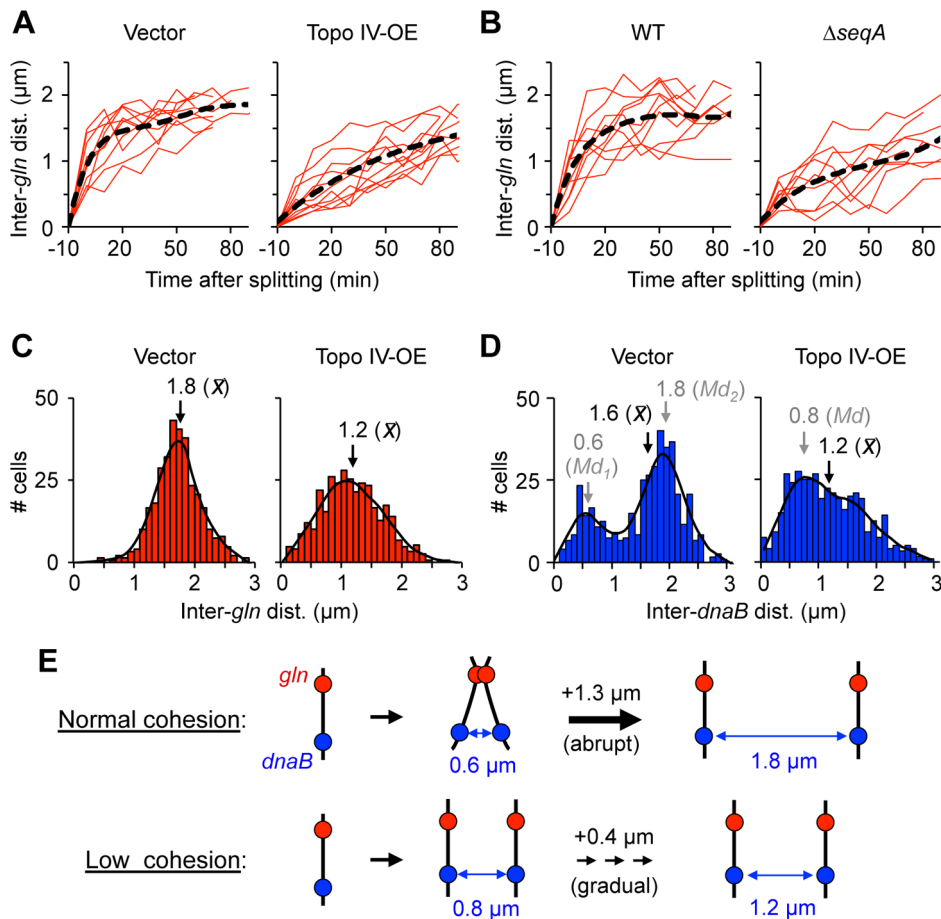 A
Vector
Topo IV-OE
Inter-gln dist. (µm)
2
1
0
-10 20 50 80
-10 20 50 80
Time after splitting (min)
B
WT
ΔseqA
Inter-gln dist. (µm)
2
1
0
-10 20 50 80
-10 20 50 80
Time after splitting (min)
C
Vector
Topo IV-OE
# cells
50
25
0
1.8 (X̄)
1.2 (X̄)
0 1 2 3
0 1 2 3
Inter-gln dist. (µm)
D
Vector
Topo IV-OE
# cells
50
25
0
0.6
(Md1)
1.6 (X̄)
1.8 (Md2)
0.8 (Md)
1.2 (X̄)
0 1 2 3
0 1 2 3
Inter-dnaB dist. (µm)
E
gln
Normal cohesion:
dnaB
0.6 µm
+1.3 µm
(abrupt)
1.8 µm
Low cohesion:
0.8 µm
+0.4 µm
(gradual)
1.2 µm